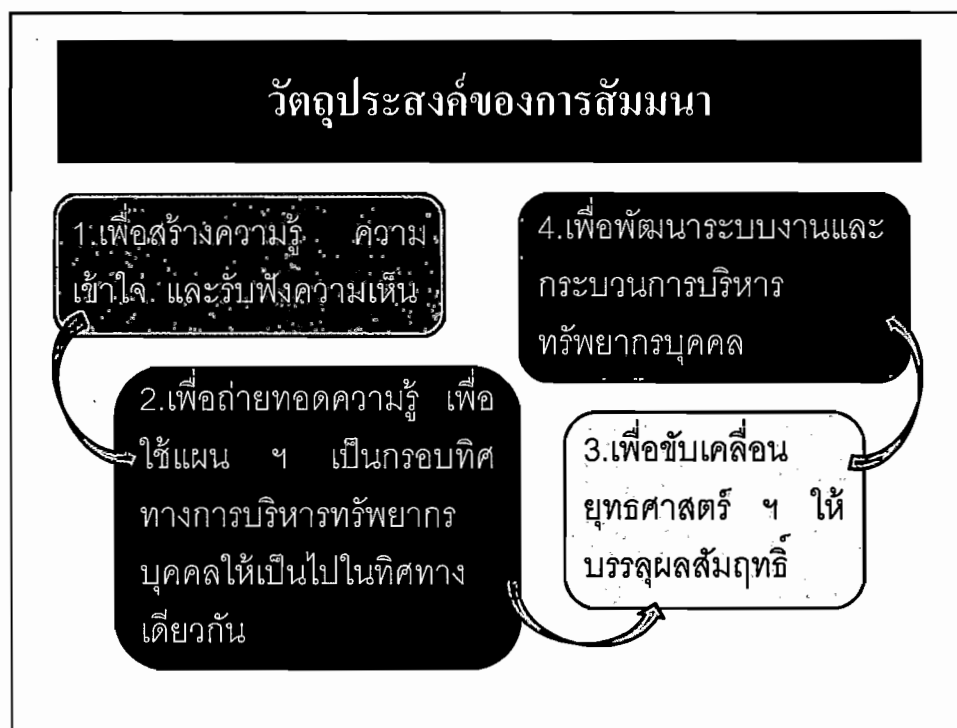 วัตถุประสงค์ของการสัมมนา
1.เพื่อสร้างความรู้ ความ
เข้าใจ และรับฟังความเห็น
2.เพื่อถ่ายทอดความรู้ เพื่อ
ใช้แผน ฯ เป็นกรอบทิศ
ทางการบริหารทรัพยากร
บุคคลให้เป็นไปในทิศทาง
เดียวกัน
3.เพื่อขับเคลื่อน
ยุทธศาสตร์ ฯ ให้
บรรลุผลสัมฤทธิ์
4.เพื่อพัฒนาระบบงานและ
กระบวนการบริหาร
ทรัพยากรบุคคล